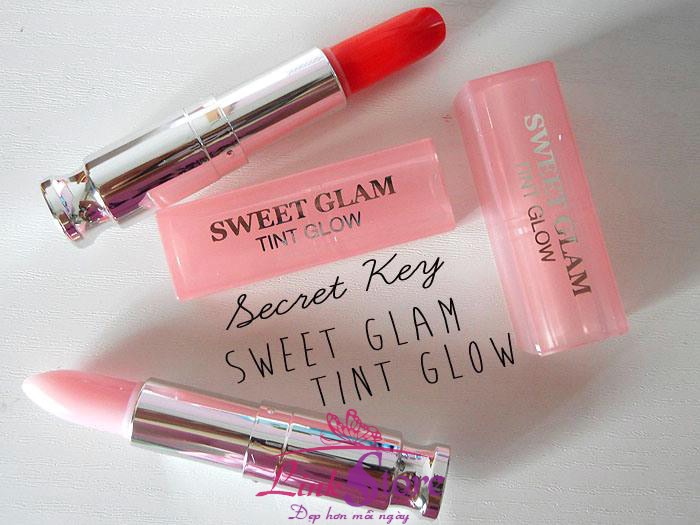 SWEET GLAM
TINT GLOW
SWEET GLAM
TINT GLOW
Secret Key
SWEET GLAM
TINT GLOW
Link Store
Đẹp hơn mỗi ngày